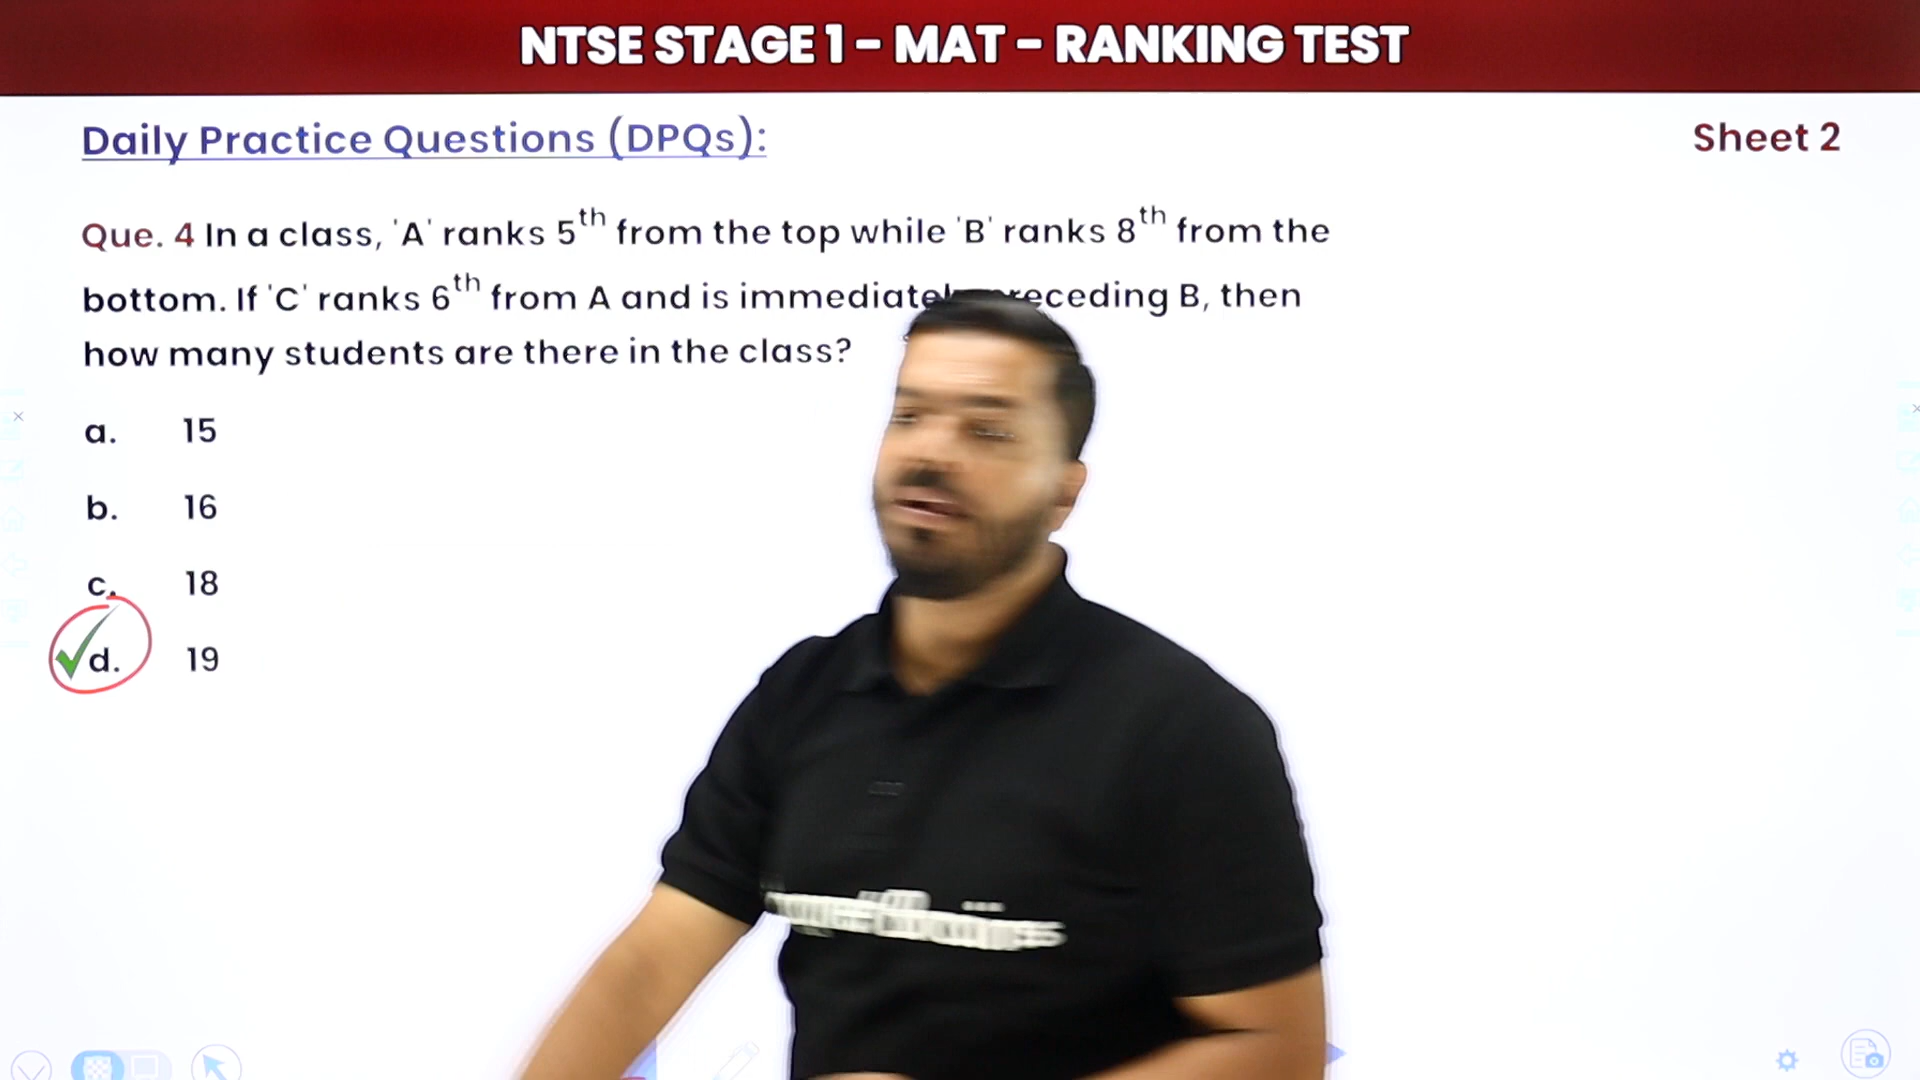 NTSE STAGE 1 – MAT – RANKING TEST
Daily Practice Questions (DPQs):
Sheet 2
Que. 4 In a class, 'A' ranks 5th from the top while 'B' ranks 8th from the
bottom. If 'C' ranks 6th from A and is preceding B, then
how many students are there in the class?
a. 15
b. 16
c. 18
d. 19